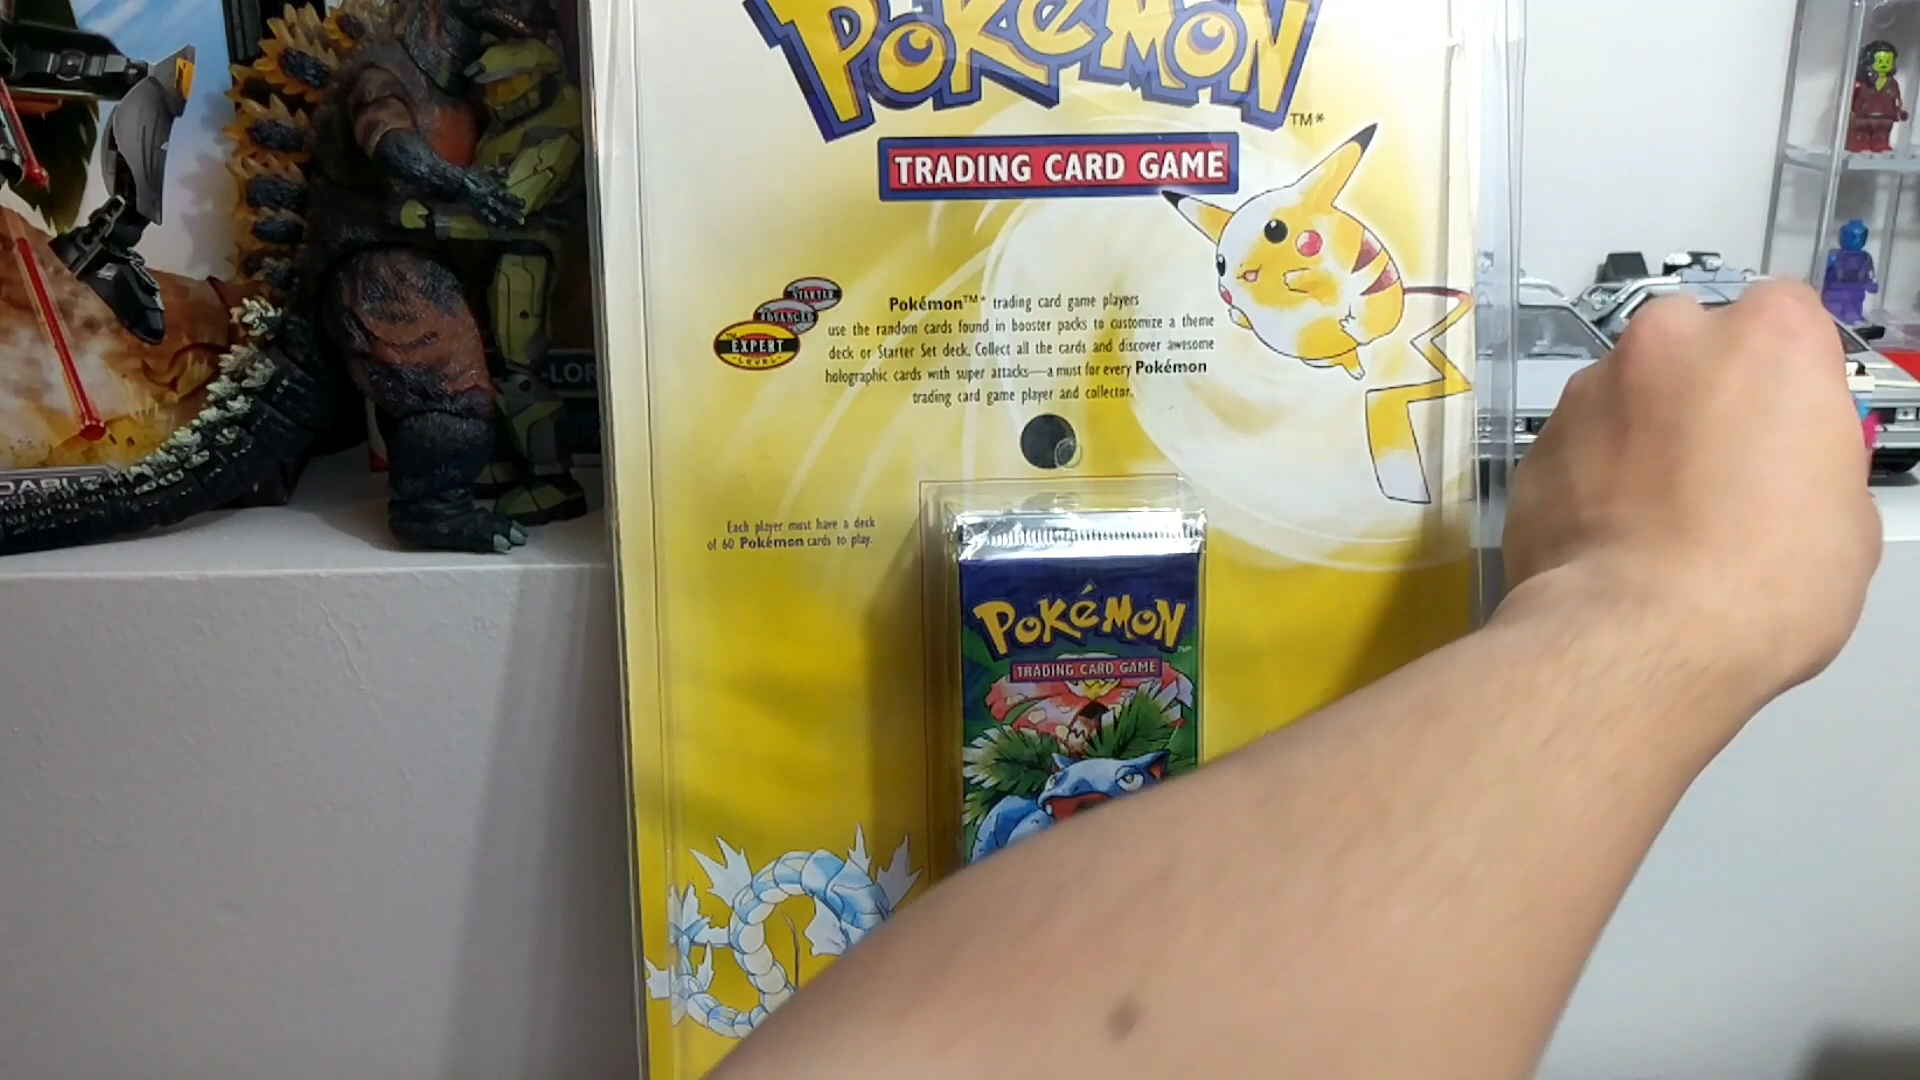 POKéMON
TM*
TRADING CARD GAME
STARTER
ADVANCED
EXPERT
LEVEL
Pokémon™* trading card game players
use the random cards found in booster packs to customize a theme
deck or Starter Set deck. Collect all the cards and discover awesome
holographic cards with super attacks—a must for every Pokémon
trading card game player and collector.
Each player must have a deck
of 60 Pokémon cards to play.
POKéMON
TRADING CARD GAME